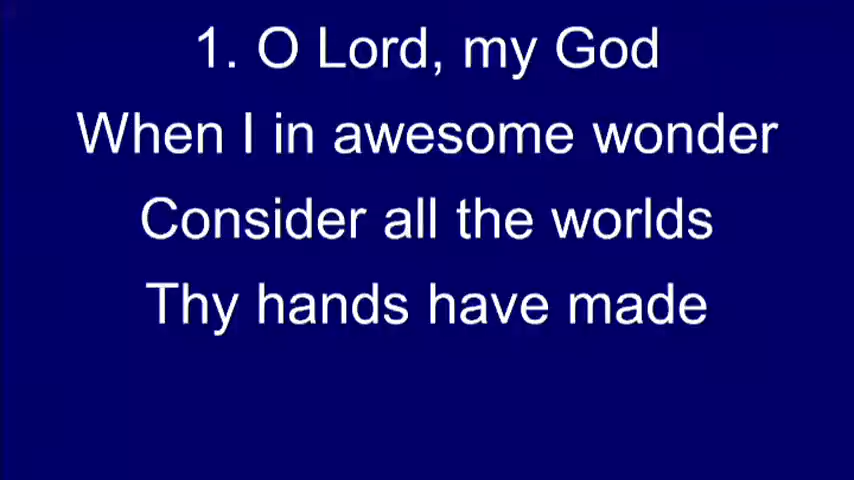 1. O Lord, my God
When I in awesome wonder
Consider all the worlds
Thy hands have made